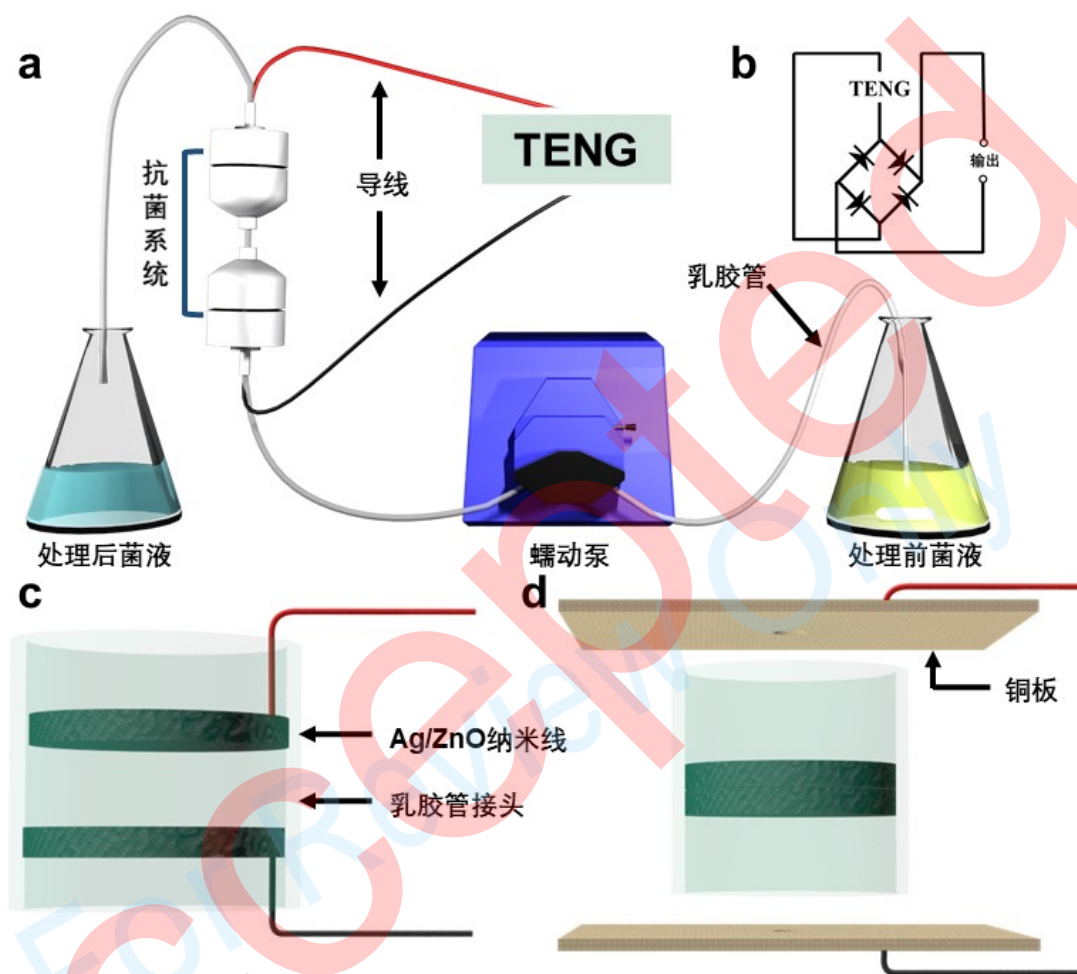 a
b
TENG
输出
抗菌系统
导线
TENG
乳胶管
处理后菌液
蠕动泵
处理前菌液
c
d
铜板
Ag/ZnO纳米线
乳胶管接头
Accepted
For Review Only